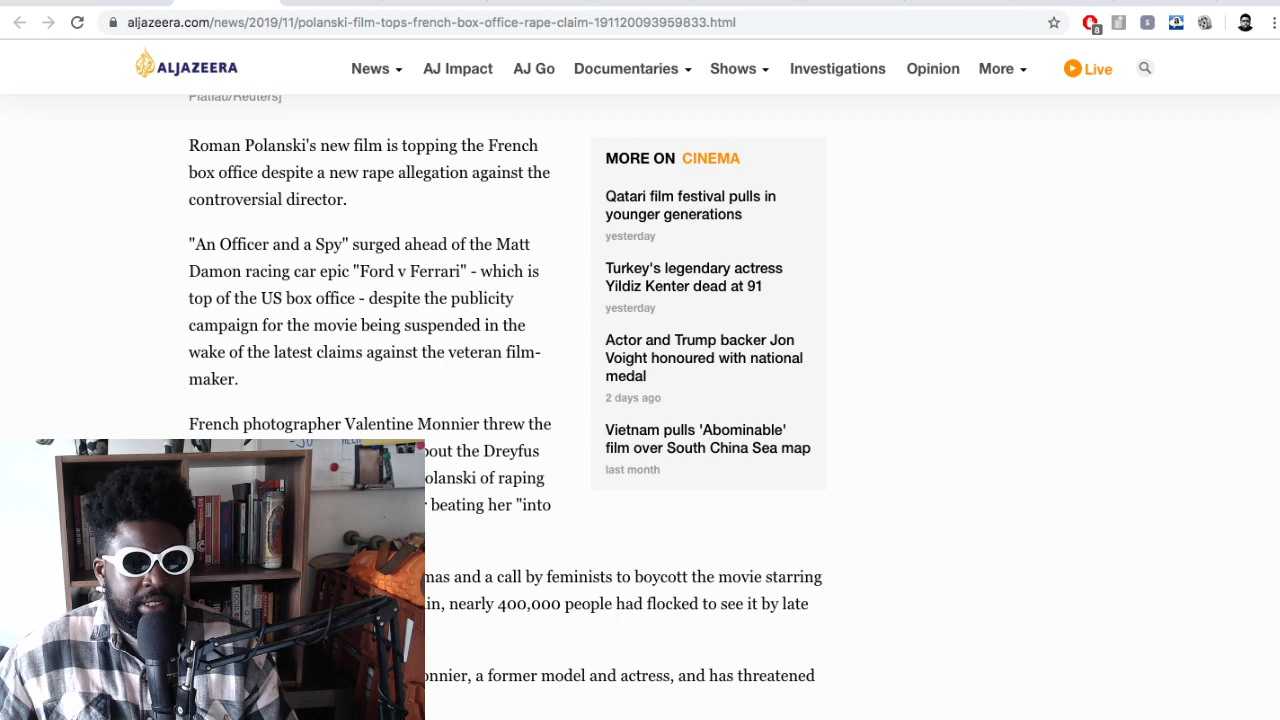 aljazeera.com/news/2019/11/polanski-film-tops-french-box-office-rape-claim-191120093959833.html
ALJAZEERA
News
AJ Impact
AJ Go
Documentaries
Shows
Investigations
Opinion
More
Live
Platiau/Reuters]
Roman Polanski's new film is topping the French
box office despite a new rape allegation against the
controversial director.
"An Officer and a Spy" surged ahead of the Matt
Damon racing car epic "Ford v Ferrari" - which is
top of the US box office - despite the publicity
campaign for the movie being suspended in the
wake of the latest claims against the veteran film-
maker.
French photographer Valentine Monnier threw the
bout the Dreyfus
olanski of raping
r beating her "into
mas and a call by feminists to boycott the movie starring
in, nearly 400,000 people had flocked to see it by late
onnier, a former model and actress, and has threatened
MORE ON CINEMA
Qatari film festival pulls in
younger generations
yesterday
Turkey's legendary actress
Yildiz Kenter dead at 91
yesterday
Actor and Trump backer Jon
Voight honoured with national
medal
2 days ago
Vietnam pulls 'Abominable'
film over South China Sea map
last month